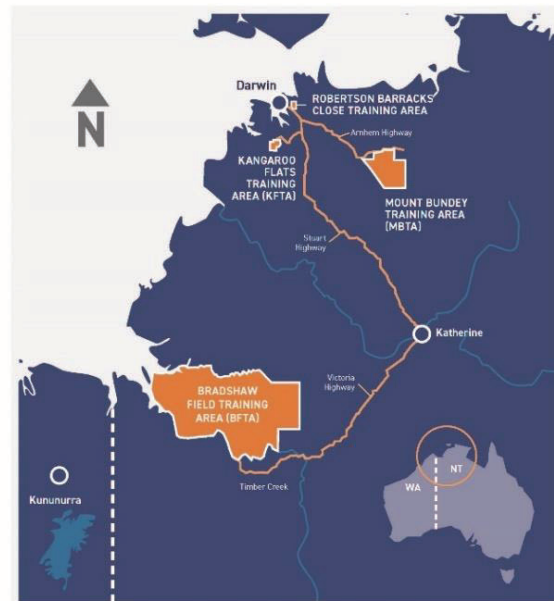 N
Darwin
ROBERTSON BARRACKS
CLOSE TRAINING AREA
Arnhem Highway
KANGAROO
FLATS
TRAINING
AREA (KFTA)
MOUNT BUNDEY
TRAINING AREA
(MBTA)
Stuart
Highway
Katherine
BRADSHAW
FIELD TRAINING
AREA (BFTA)
Victoria
Highway
Timber Creek
Kununurra
WA
NT